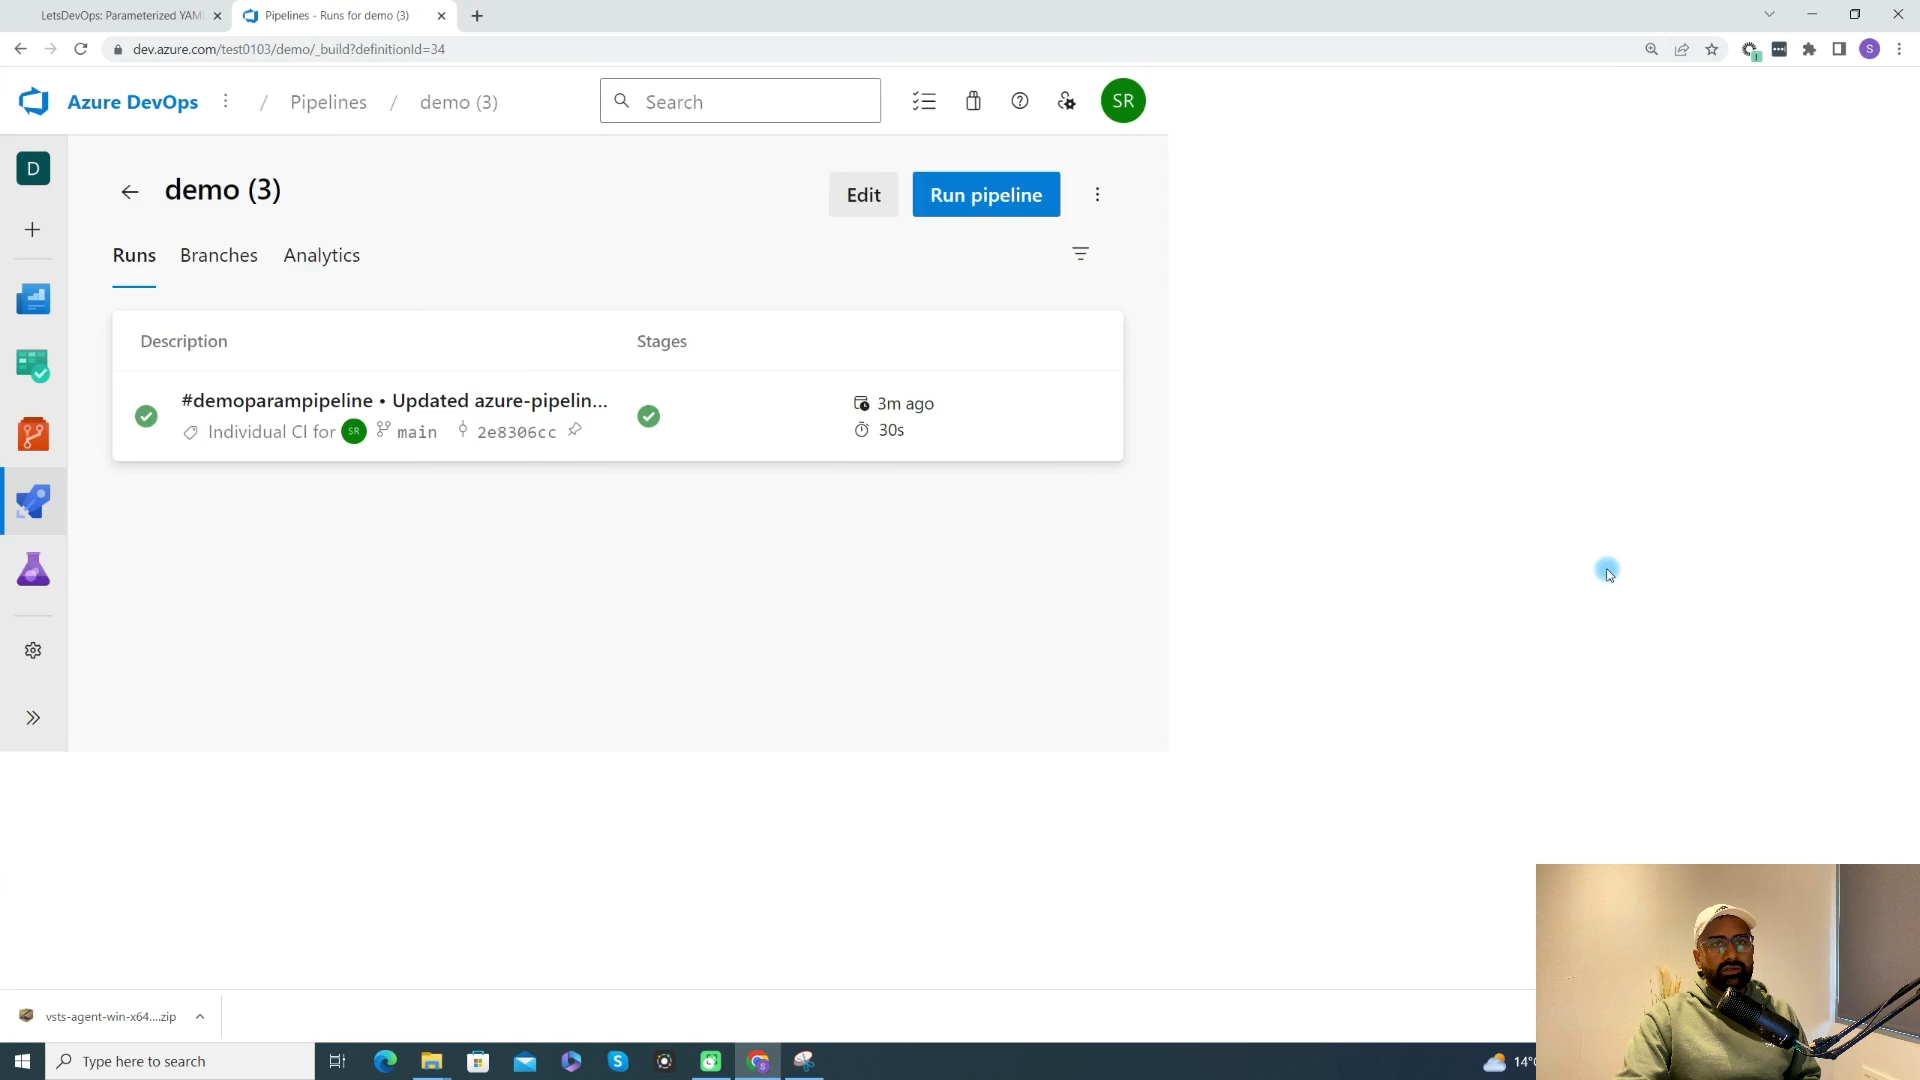 LetsDevOps: Parameterized YAM
Pipelines - Runs for demo (3)
dev.azure.com/test0103/demo/_build?definitionId=34
S
Azure DevOps
/ Pipelines / demo (3)
Search
SR
D
demo (3)
Edit
Run pipeline
Runs
Branches
Analytics
Description
Stages
#demoparampipeline • Updated azure-pipelin...
3m ago
Individual CI for SR main 2e8306cc
30s
vsts-agent-win-x64....zip
Type here to search
14°